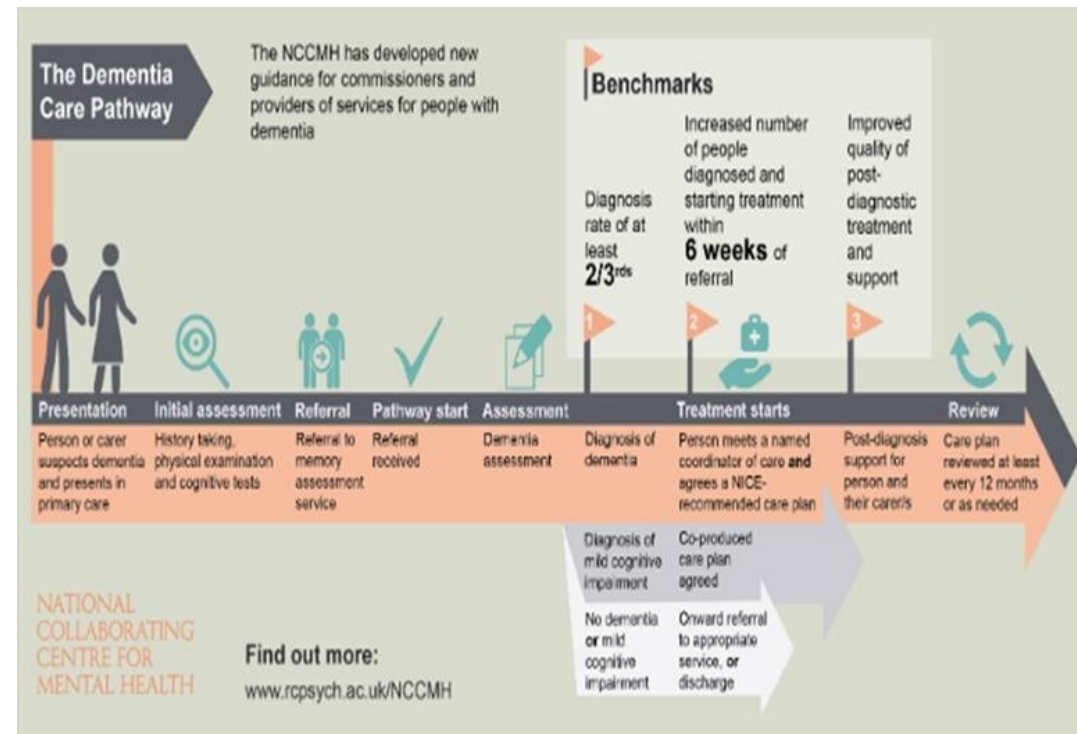 The Dementia
Care Pathway
The NCCMH has developed new
guidance for commissioners and
providers of services for people with
dementia
Benchmarks
Diagnosis
rate of at
least
2/3rds
Increased number
of people
diagnosed and
starting treatment
within
6 weeks of
referral
Improved
quality of
post-
diagnostic
treatment
and
support
1
2
3
Presentation
Person or carer
suspects dementia
and presents in
primary care
Initial assessment
History taking,
physical examination
and cognitive tests
Referral
Referral to
memory
assessment
service
Pathway start
Referral
received
Assessment
Dementia
assessment
Diagnosis of
dementia
Treatment starts
Person meets a named
coordinator of care and
agrees a NICE-
recommended care plan
Post-diagnosis
support for
person and
their carer/s
Review
Care plan
reviewed at least
every 12 months
or as needed
Diagnosis of
mild cognitive
impairment
Co-produced
care plan
agreed
No dementia
or mild
cognitive
impairment
Onward referral
to appropriate
service, or
discharge
NATIONAL
COLLABORATING
CENTRE FOR
MENTAL HEALTH
Find out more:
www.rcpsych.ac.uk/NCCMH